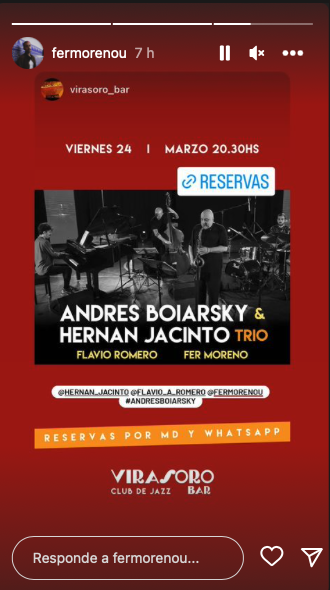 fermorenou 7 h
virasoro_bar
VIERNES 24 | MARZO 20.30HS
RESERVAS
ANDRES BOIARSKY &
HERNAN JACINTO TRIO
FLAVIO ROMERO FER MORENO
@HERNAN_JACINTO @FLAVIO_A_ROMERO @FERMORENOU
#ANDRESBOIARSKY
RESERVAS POR MD Y WHATSAPP
VIRASORO
CLUB DE JAZZ BAR
Responde a fermorenou...